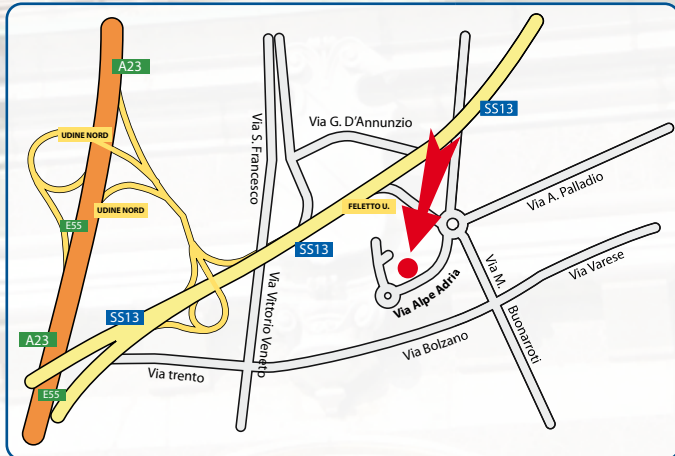 A23
SS13
Via G. D'Annunzio
UDINE NORD
Via S. Francesco
Via A. Palladio
UDINE NORD
FELETTO U.
E55
SS13
Via M.
Buonarroti
Via Varese
Via Alpe Adria
Via Vittorio Veneto
SS13
A23
Via Bolzano
Via trento
E55